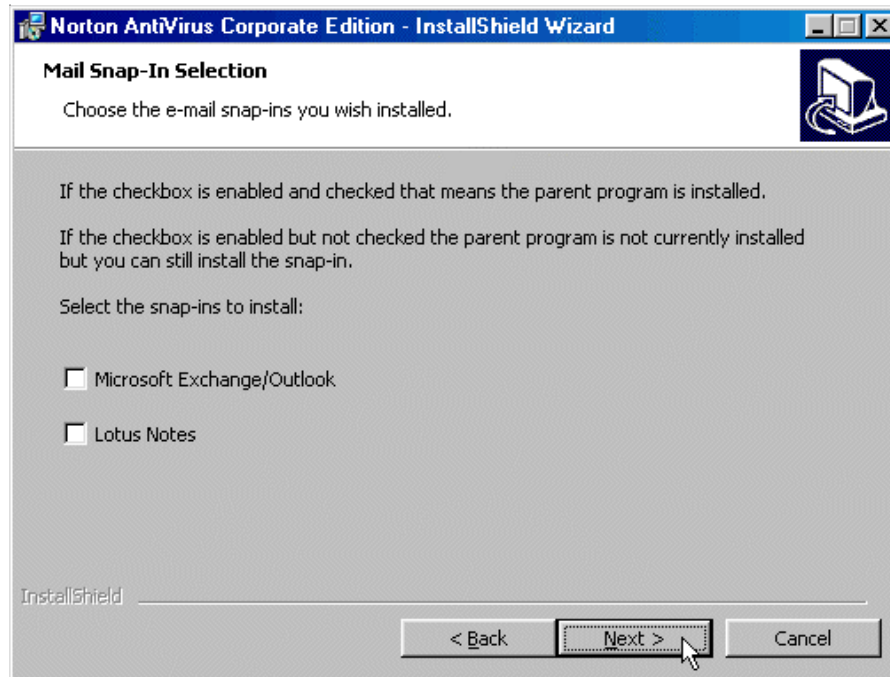 Norton AntiVirus Corporate Edition - InstallShield Wizard
Mail Snap-In Selection
Choose the e-mail snap-ins you wish installed.
If the checkbox is enabled and checked that means the parent program is installed.
If the checkbox is enabled but not checked the parent program is not currently installed
but you can still install the snap-in.
Select the snap-ins to install:
Microsoft Exchange/Outlook
Lotus Notes
InstallShield
< Back
Next >
Cancel